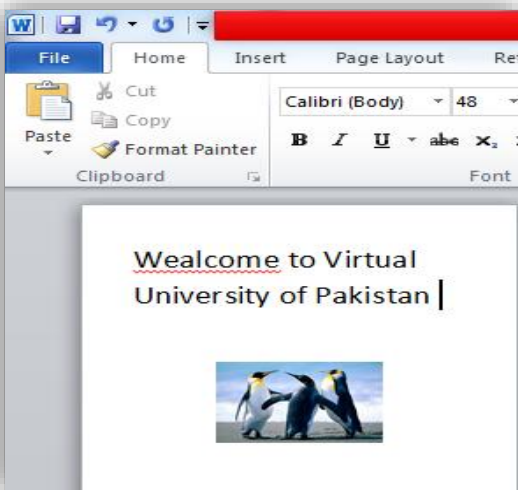 W
File Home Insert Page Layout Re
Cut
Copy
Paste
Format Painter
Clipboard
Calibri (Body) 48
B I U abc x₂
Font
Wealcome to Virtual
University of Pakistan